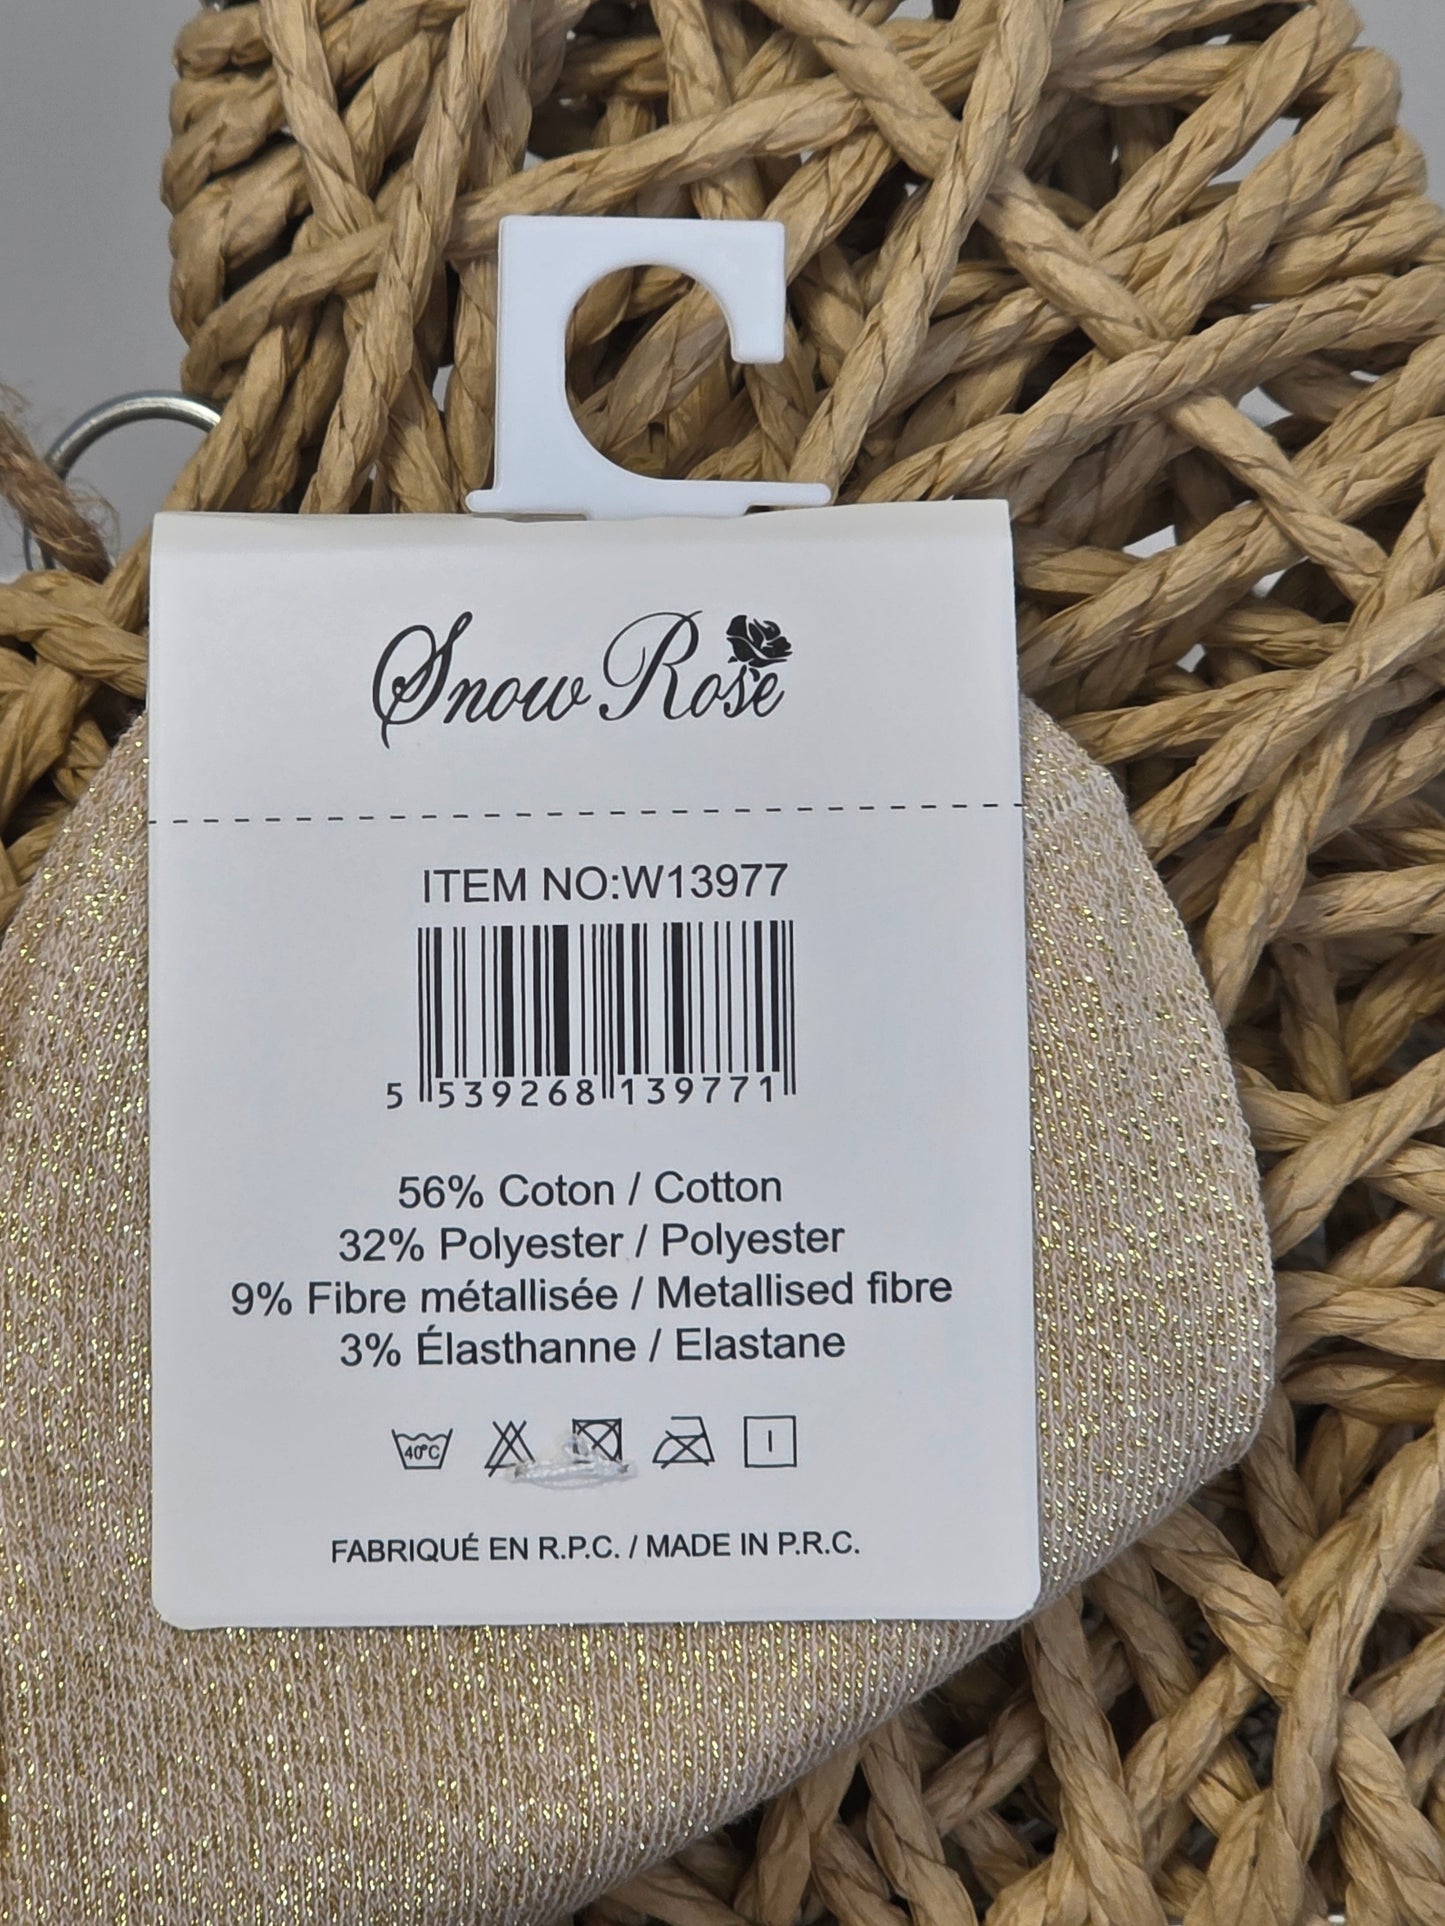 Snow Rose
ITEM NO:W13977
5 539268 139771
56% Coton / Cotton
32% Polyester / Polyester
9% Fibre métallisée / Metallised fibre
3% Élasthanne / Elastane
40°C
FABRIQUÉ EN R.P.C. / MADE IN P.R.C.